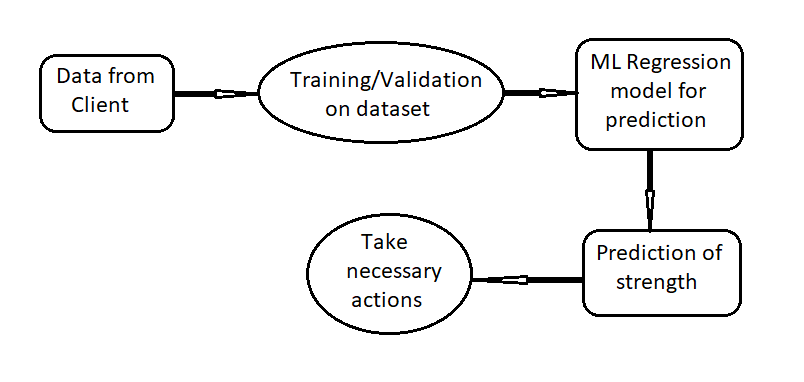 Data from
Client
Training/Validation
on dataset
ML Regression
model for
prediction
Prediction of
strength
Take
necessary
actions